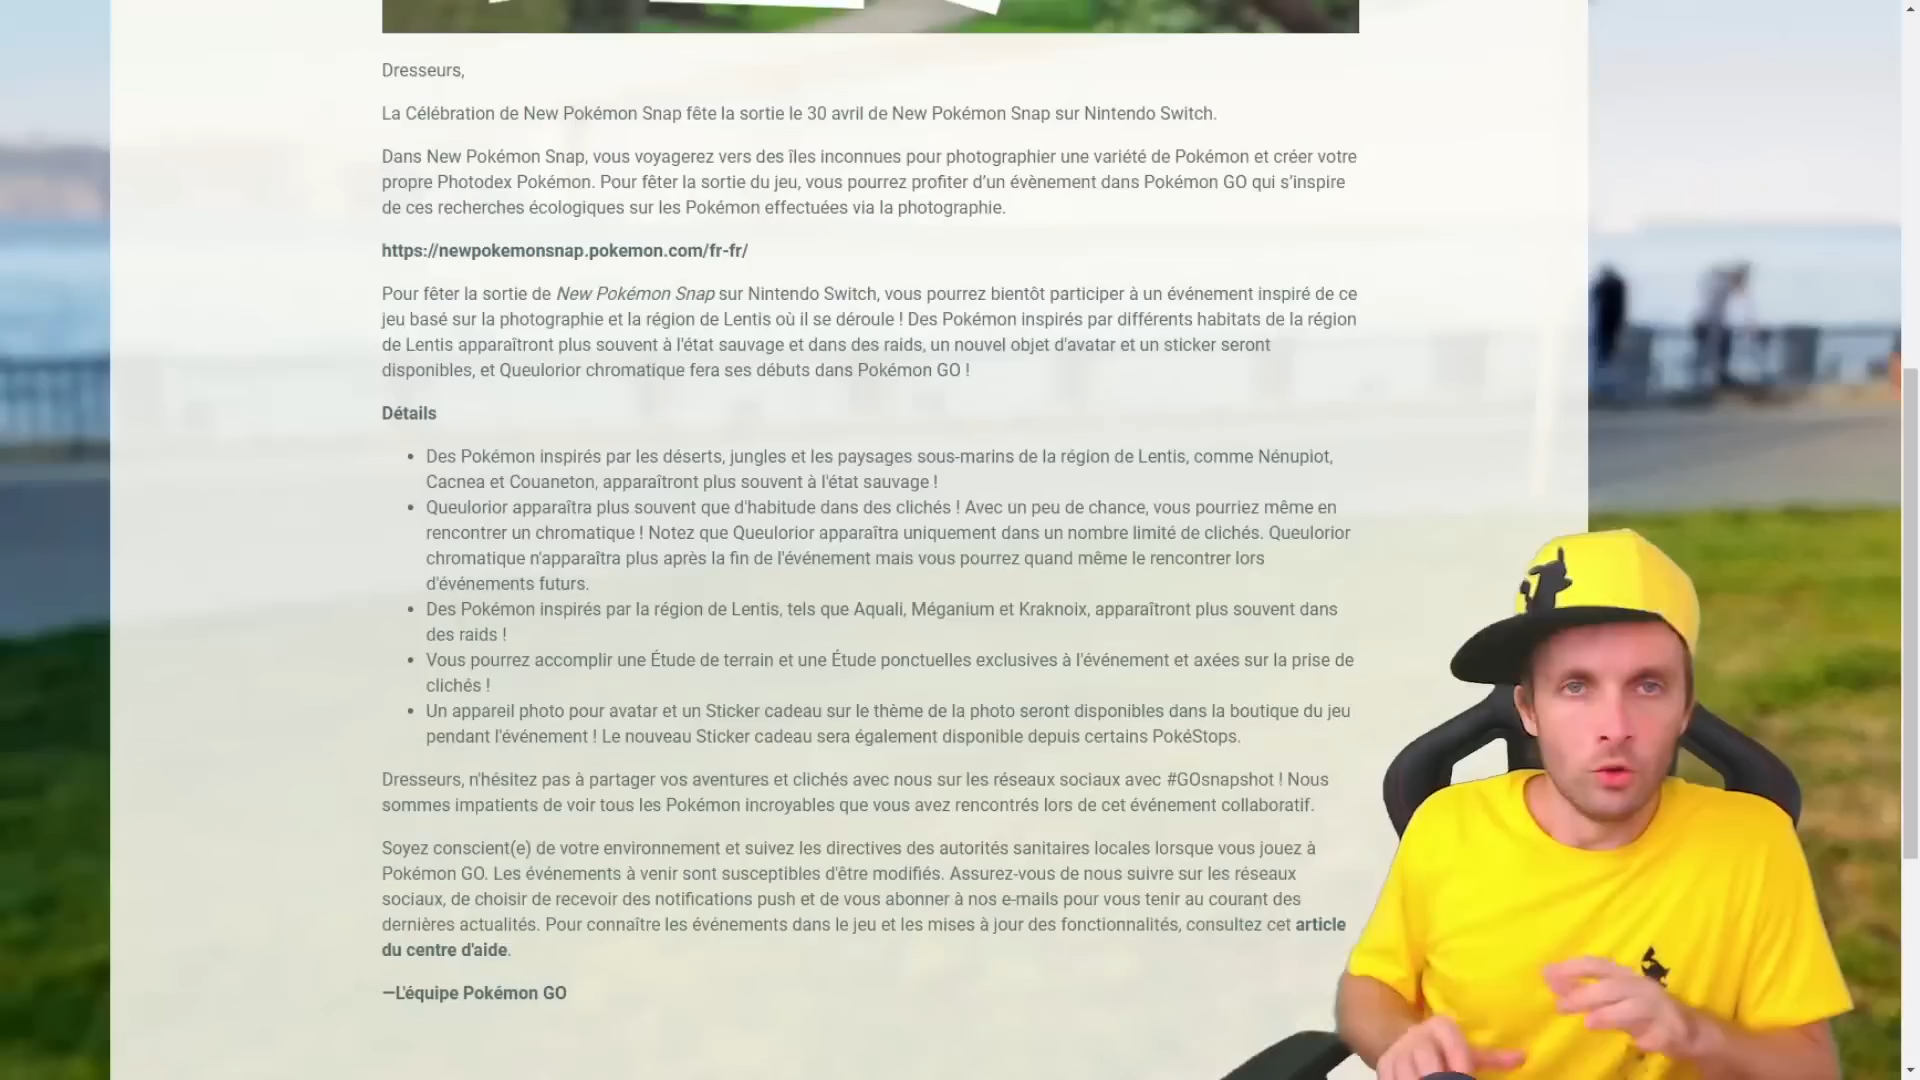 Dresseurs,
La Célébration de New Pokémon Snap fête la sortie le 30 avril de New Pokémon Snap sur Nintendo Switch.
Dans New Pokémon Snap, vous voyagerez vers des îles inconnues pour photographier une variété de Pokémon et créer votre
propre Photodex Pokémon. Pour fêter la sortie du jeu, vous pourrez profiter d’un évènement dans Pokémon GO qui s’inspire
de ces recherches écologiques sur les Pokémon effectuées via la photographie.
https://newpokemonsnap.pokemon.com/fr-fr/
Pour fêter la sortie de New Pokémon Snap sur Nintendo Switch, vous pourrez bientôt participer à un événement inspiré de ce
jeu basé sur la photographie et la région de Lentis où il se déroule ! Des Pokémon inspirés par différents habitats de la région
de Lentis apparaîtront plus souvent à l'état sauvage et dans des raids, un nouvel objet d'avatar et un sticker seront
disponibles, et Queulorior chromatique fera ses débuts dans Pokémon GO !
Détails
• Des Pokémon inspirés par les déserts, jungles et les paysages sous-marins de la région de Lentis, comme Nénupiot,
Cacnea et Couaneton, apparaîtront plus souvent à l'état sauvage !
• Queulorior apparaîtra plus souvent que d'habitude dans des clichés ! Avec un peu de chance, vous pourriez même en
rencontrer un chromatique ! Notez que Queulorior apparaîtra uniquement dans un nombre limité de clichés. Queulorior
chromatique n'apparaîtra plus après la fin de l'événement mais vous pourrez quand même le rencontrer lors
d'événements futurs.
• Des Pokémon inspirés par la région de Lentis, tels que Aquali, Méganium et Kraknoix, apparaîtront plus souvent dans
des raids !
• Vous pourrez accomplir une Étude de terrain et une Étude ponctuelles exclusives à l'événement et axées sur la prise de
clichés !
• Un appareil photo pour avatar et un Sticker cadeau sur le thème de la photo seront disponibles dans la boutique du jeu
pendant l'événement ! Le nouveau Sticker cadeau sera également disponible depuis certains PokéStops.
Dresseurs, n'hésitez pas à partager vos aventures et clichés avec nous sur les réseaux sociaux avec #GOsnapshot ! Nous
sommes impatients de voir tous les Pokémon incroyables que vous avez rencontrés lors de cet événement collaboratif.
Soyez conscient(e) de votre environnement et suivez les directives des autorités sanitaires locales lorsque vous jouez à
Pokémon GO. Les événements à venir sont susceptibles d'être modifiés. Assurez-vous de nous suivre sur les réseaux
sociaux, de choisir de recevoir des notifications push et de vous abonner à nos e-mails pour vous tenir au courant des
dernières actualités. Pour connaître les événements dans le jeu et les mises à jour des fonctionnalités, consultez cet article
du centre d'aide.
—L'équipe Pokémon GO